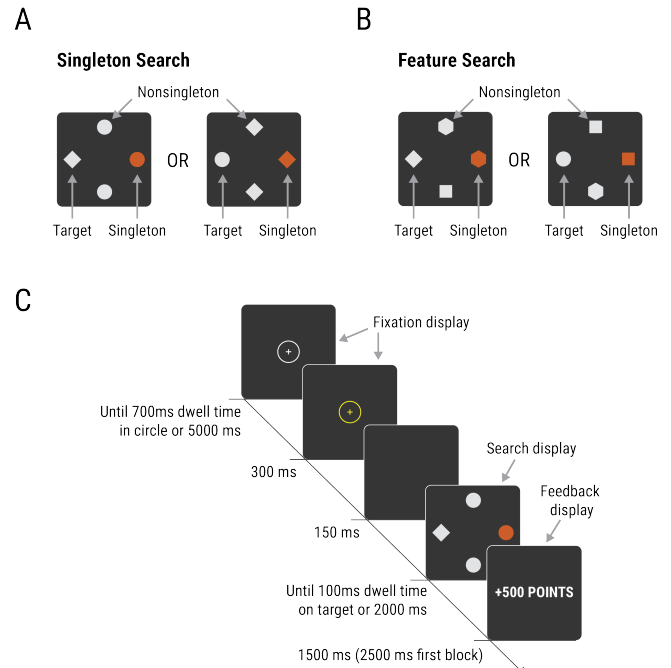 A
Singleton Search
Nonsingleton
OR
Target Singleton
Target Singleton
B
Feature Search
Nonsingleton
OR
Target Singleton
Target Singleton
C
Fixation display
Until 700ms dwell time
in circle or 5000 ms
300 ms
150 ms
Search display
Feedback
display
+500 POINTS
Until 100ms dwell time
on target or 2000 ms
1500 ms (2500 ms first block)